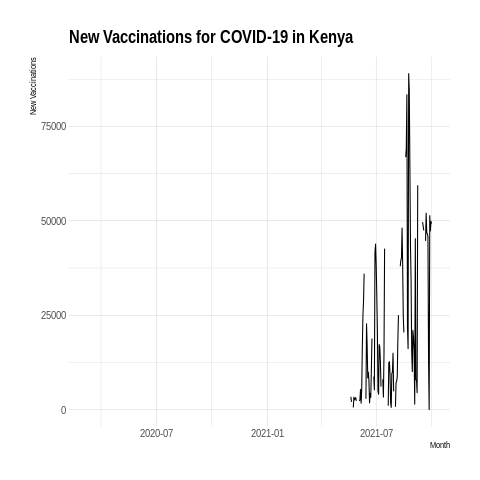 New Vaccinations for COVID-19 in Kenya
New Vaccinations
75000
50000
25000
0
2020-07
2021-01
2021-07
Month